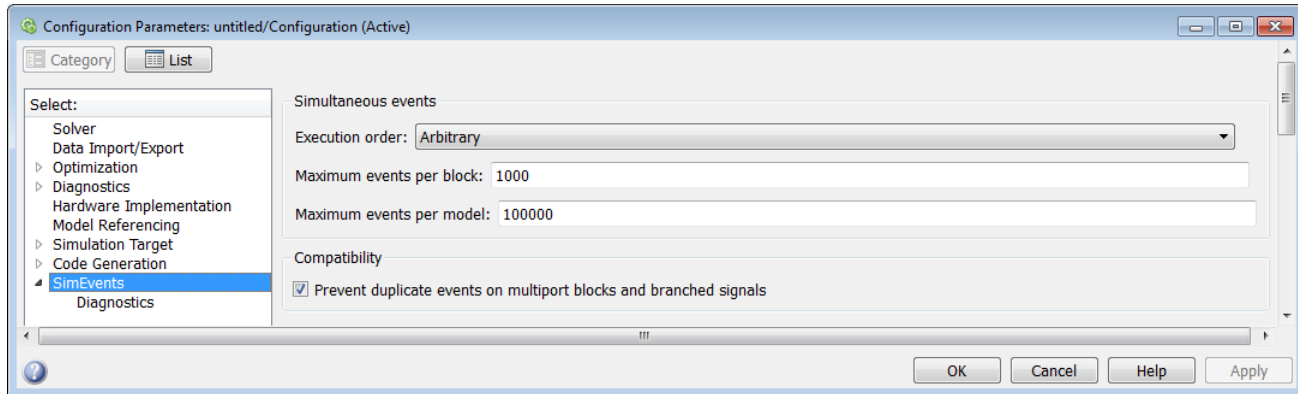 Configuration Parameters: untitled/Configuration (Active)
Category List
Select:
Solver
Data Import/Export
Optimization
Diagnostics
Hardware Implementation
Model Referencing
Simulation Target
Code Generation
SimEvents
Diagnostics
Simultaneous events
Execution order: Arbitrary
Maximum events per block: 1000
Maximum events per model: 100000
Compatibility
Prevent duplicate events on multiport blocks and branched signals
OK Cancel Help Apply